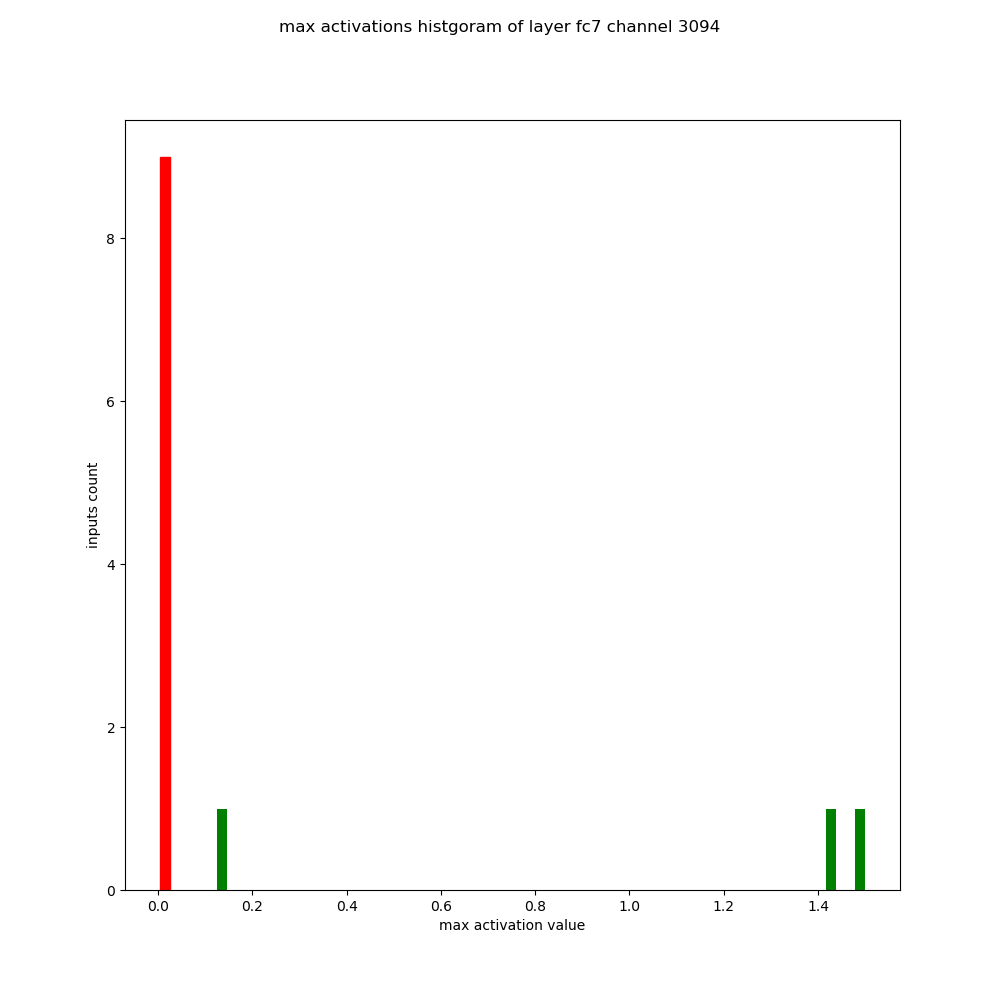 max activations histgoram of layer fc7 channel 3094
8
6
4
2
0
inputs count
0.0 0.2 0.4 0.6 0.8 1.0 1.2 1.4
max activation value